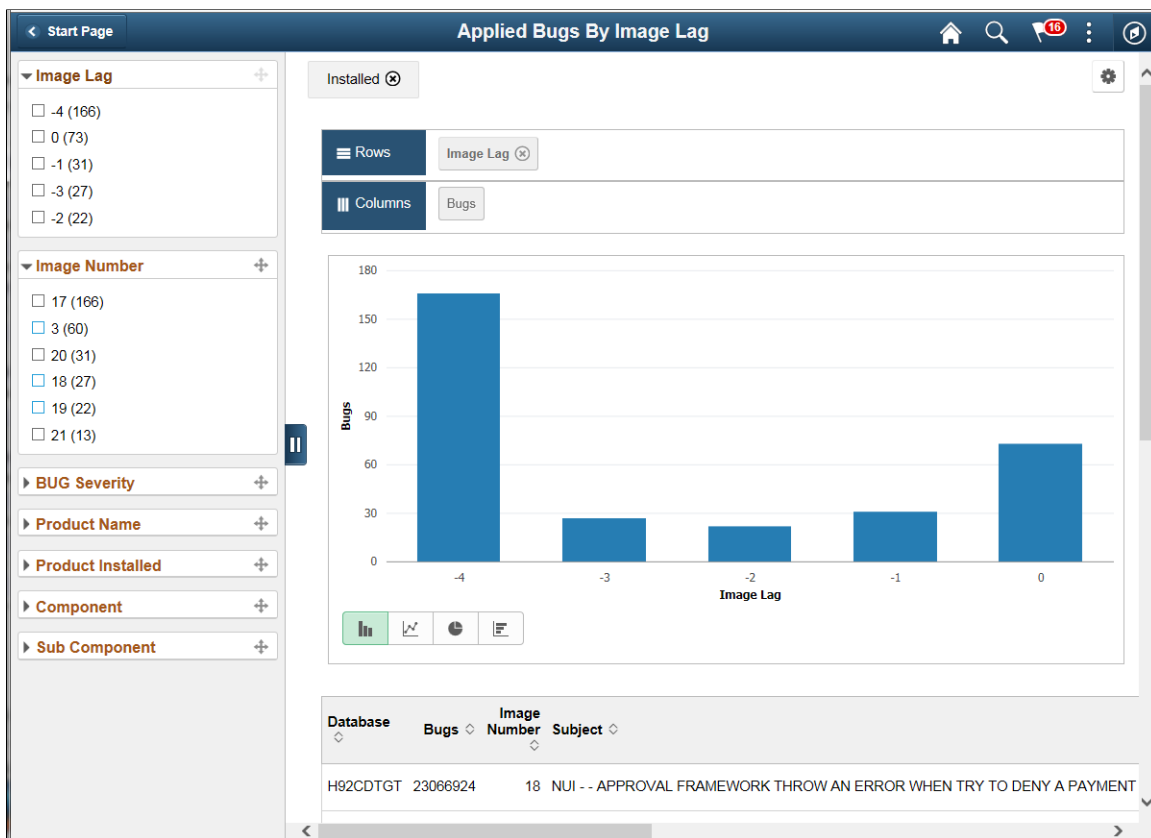 Start Page
Applied Bugs By Image Lag
16
Image Lag
-4 (166)
0 (73)
-1 (31)
-3 (27)
-2 (22)
Image Number
17 (166)
3 (60)
20 (31)
18 (27)
19 (22)
21 (13)
BUG Severity
Product Name
Product Installed
Component
Sub Component
Installed
Rows
Image Lag
Columns
Bugs
180
150
120
90
60
30
0
Bugs
-4 -3 -2 -1 0
Image Lag
Database Bugs Image Number Subject
H92CDTGT 23066924 18 NUI - - APPROVAL FRAMEWORK THROW AN ERROR WHEN TRY TO DENY A PAYMENT